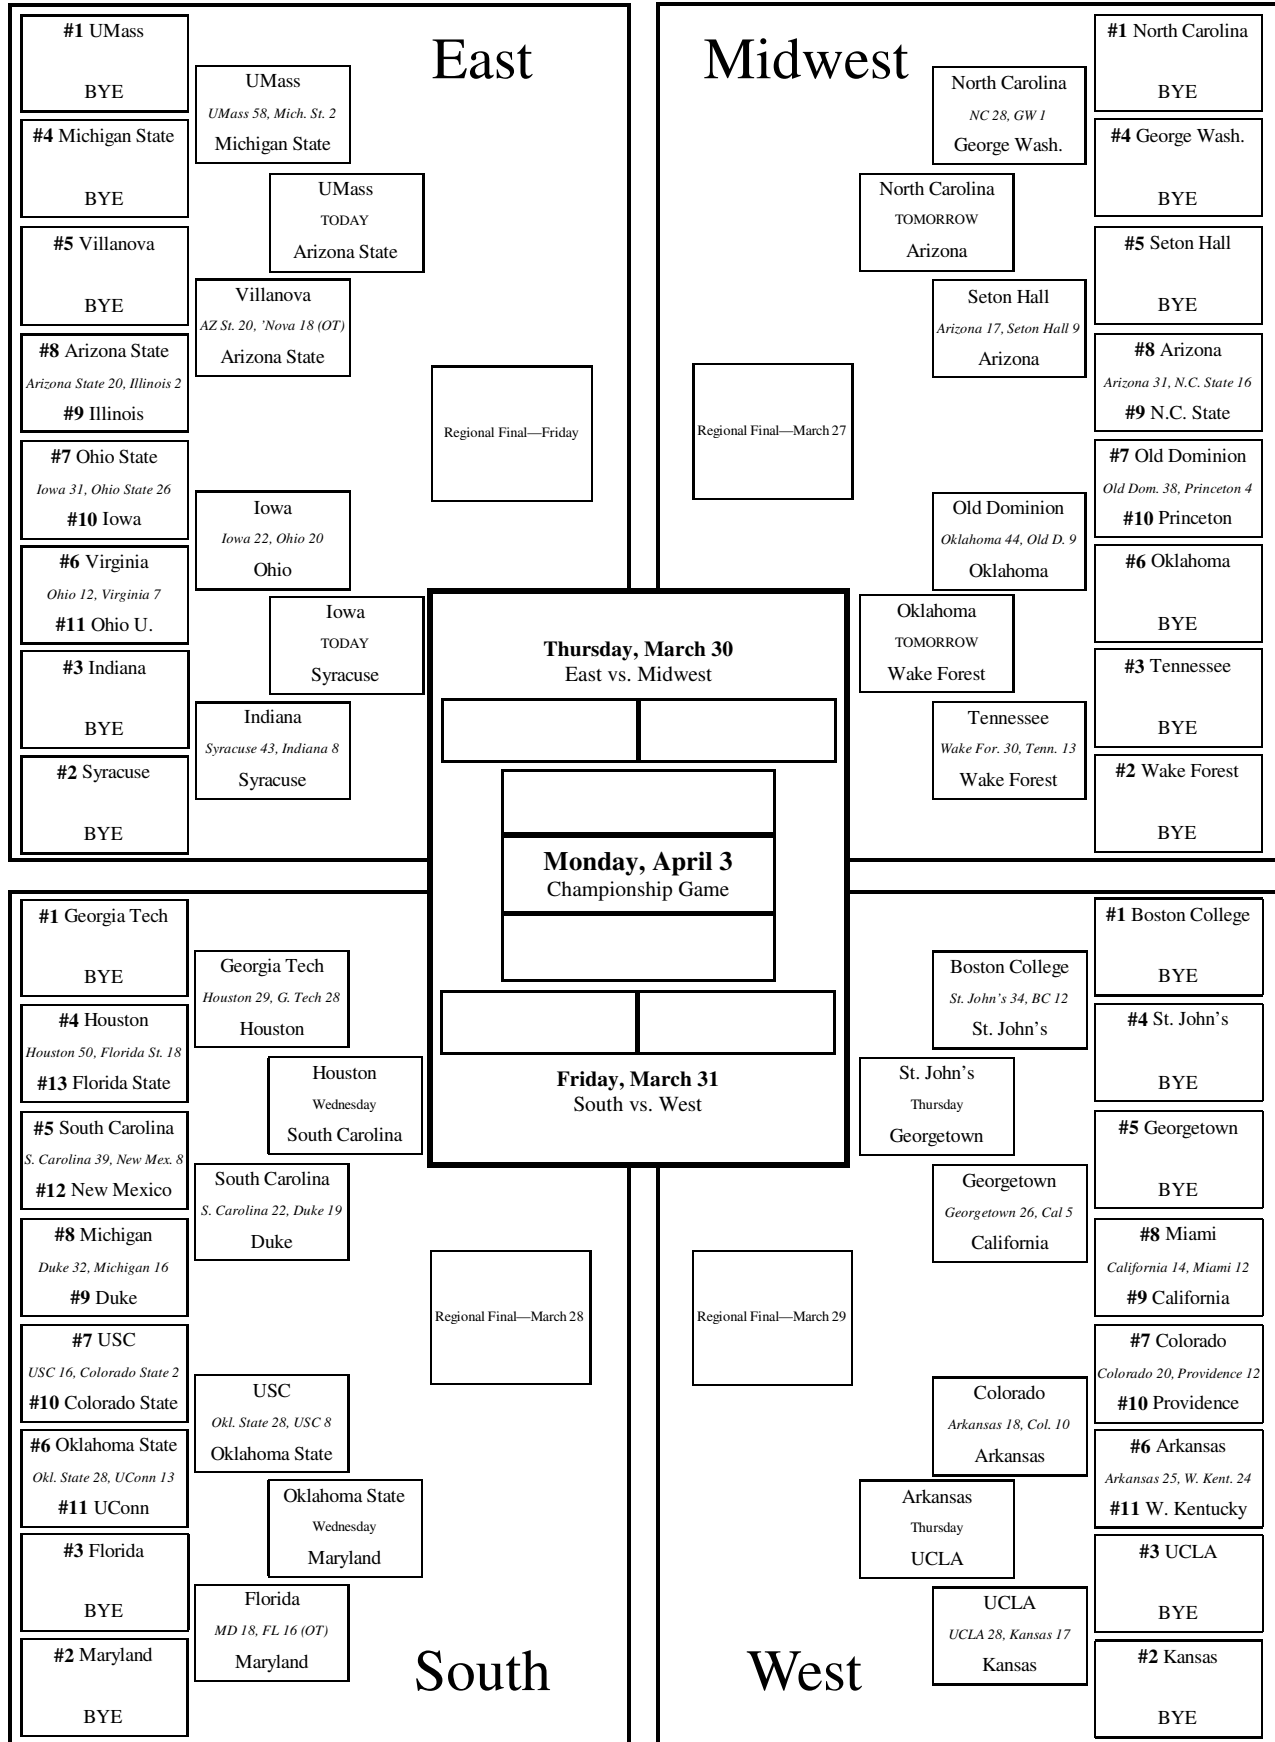 East
#1 UMass
BYE
#4 Michigan State
BYE
#5 Villanova
BYE
#8 Arizona State
Arizona State 20, Illinois 2
#9 Illinois
#7 Ohio State
Iowa 31, Ohio State 26
#10 Iowa
#6 Virginia
Ohio 12, Virginia 7
#11 Ohio U.
#3 Indiana
BYE
#2 Syracuse
BYE
UMass
UMass 58, Mich. St. 2
Michigan State
Villanova
AZ St. 20, ’Nova 18 (OT)
Arizona State
Iowa
Iowa 22, Ohio 20
Ohio
Indiana
Syracuse 43, Indiana 8
Syracuse
UMass
TODAY
Arizona State
Iowa
TODAY
Syracuse
Regional Final—Friday
Midwest
#1 North Carolina
BYE
#4 George Wash.
BYE
#5 Seton Hall
BYE
#8 Arizona
Arizona 31, N.C. State 16
#9 N.C. State
#7 Old Dominion
Old Dom. 38, Princeton 4
#10 Princeton
#6 Oklahoma
BYE
#3 Tennessee
BYE
#2 Wake Forest
BYE
North Carolina
NC 28, GW 1
George Wash.
Seton Hall
Arizona 17, Seton Hall 9
Arizona
Old Dominion
Oklahoma 44, Old D. 9
Oklahoma
Tennessee
Wake For. 30, Tenn. 13
Wake Forest
North Carolina
TOMORROW
Arizona
Oklahoma
TOMORROW
Wake Forest
Regional Final—March 27
Thursday, March 30
East vs. Midwest
Monday, April 3
Championship Game
Friday, March 31
South vs. West
#1 Georgia Tech
BYE
#4 Houston
Houston 50, Florida St. 18
#13 Florida State
#5 South Carolina
S. Carolina 39, New Mex. 8
#12 New Mexico
#8 Michigan
Duke 32, Michigan 16
#9 Duke
#7 USC
USC 16, Colorado State 2
#10 Colorado State
#6 Oklahoma State
Okl. State 28, UConn 13
#11 UConn
#3 Florida
BYE
#2 Maryland
BYE
Georgia Tech
Houston 29, G. Tech 28
Houston
South Carolina
S. Carolina 22, Duke 19
Duke
USC
Okl. State 28, USC 8
Oklahoma State
Florida
MD 18, FL 16 (OT)
Maryland
Houston
Wednesday
South Carolina
Oklahoma State
Wednesday
Maryland
Regional Final—March 28
South
#1 Boston College
BYE
#4 St. John’s
BYE
#5 Georgetown
BYE
#8 Miami
California 14, Miami 12
#9 California
#7 Colorado
Colorado 20, Providence 12
#10 Providence
#6 Arkansas
Arkansas 25, W. Kent. 24
#11 W. Kentucky
#3 UCLA
BYE
#2 Kansas
BYE
Boston College
St. John’s 34, BC 12
St. John’s
Georgetown
Georgetown 26, Cal 5
California
Colorado
Arkansas 18, Col. 10
Arkansas
UCLA
UCLA 28, Kansas 17
Kansas
St. John’s
Thursday
Georgetown
Arkansas
Thursday
UCLA
Regional Final—March 29
West